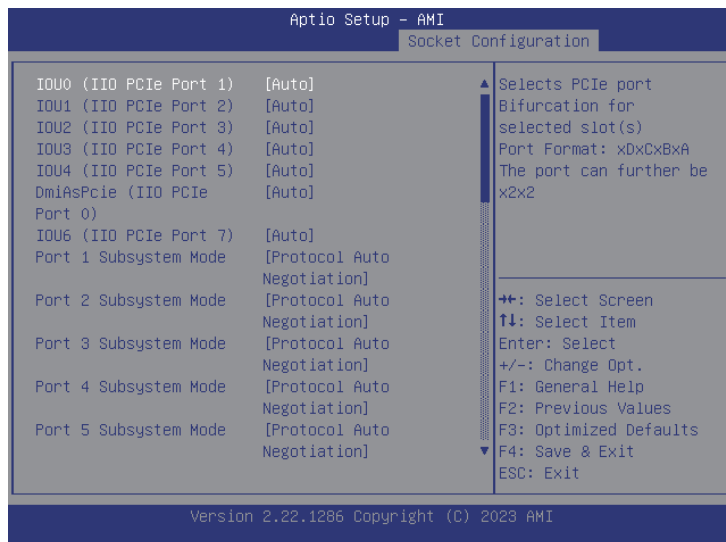 Aptio Setup - AMI
Socket Configuration
IOU0 (IIO PCIe Port 1) [Auto]
IOU1 (IIO PCIe Port 2) [Auto]
IOU2 (IIO PCIe Port 3) [Auto]
IOU3 (IIO PCIe Port 4) [Auto]
IOU4 (IIO PCIe Port 5) [Auto]
DmiAsPcie (IIO PCIe [Auto]
Port 0)
IOU6 (IIO PCIe Port 7) [Auto]
Port 1 Subsystem Mode [Protocol Auto
Negotiation]
Port 2 Subsystem Mode [Protocol Auto
Negotiation]
Port 3 Subsystem Mode [Protocol Auto
Negotiation]
Port 4 Subsystem Mode [Protocol Auto
Negotiation]
Port 5 Subsystem Mode [Protocol Auto
Negotiation]
Selects PCIe port
Bifurcation for
selected slot(s)
Port Format: xDxCxBxA
The port can further be
x2x2
→←: Select Screen
↑↓: Select Item
Enter: Select
+/-: Change Opt.
F1: General Help
F2: Previous Values
F3: Optimized Defaults
F4: Save & Exit
ESC: Exit
Version 2.22.1286 Copyright (C) 2023 AMI